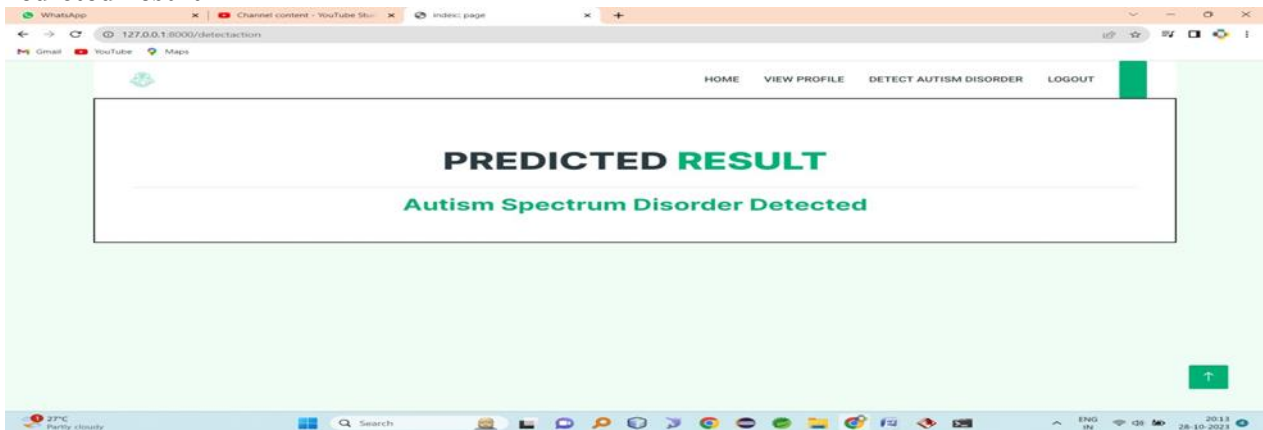 WhatsApp
Channel content - YouTube Stu
index: page
127.0.0.1:8000/detectaction
Gmail
YouTube
Maps
HOME
VIEW PROFILE
DETECT AUTISM DISORDER
LOGOUT
PREDICTED RESULT
Autism Spectrum Disorder Detected
1
27°C
Partly cloudy
Search
ENG
IN
20:13
28-10-2023